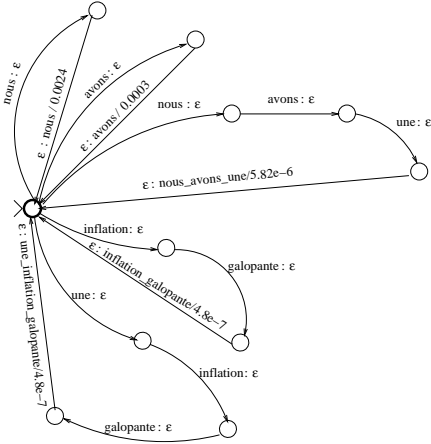 nous : ε
ε : nous / 0.0024
avons : ε
ε : avons / 0.0003
nous : ε
avons : ε
une : ε
ε : nous_avons_une/5.82e−6
inflation: ε
galopante : ε
ε : inflation_galopante/4.8e−7
une : ε
inflation: ε
galopante : ε
ε : une_inflation_galopante/4.8e−7